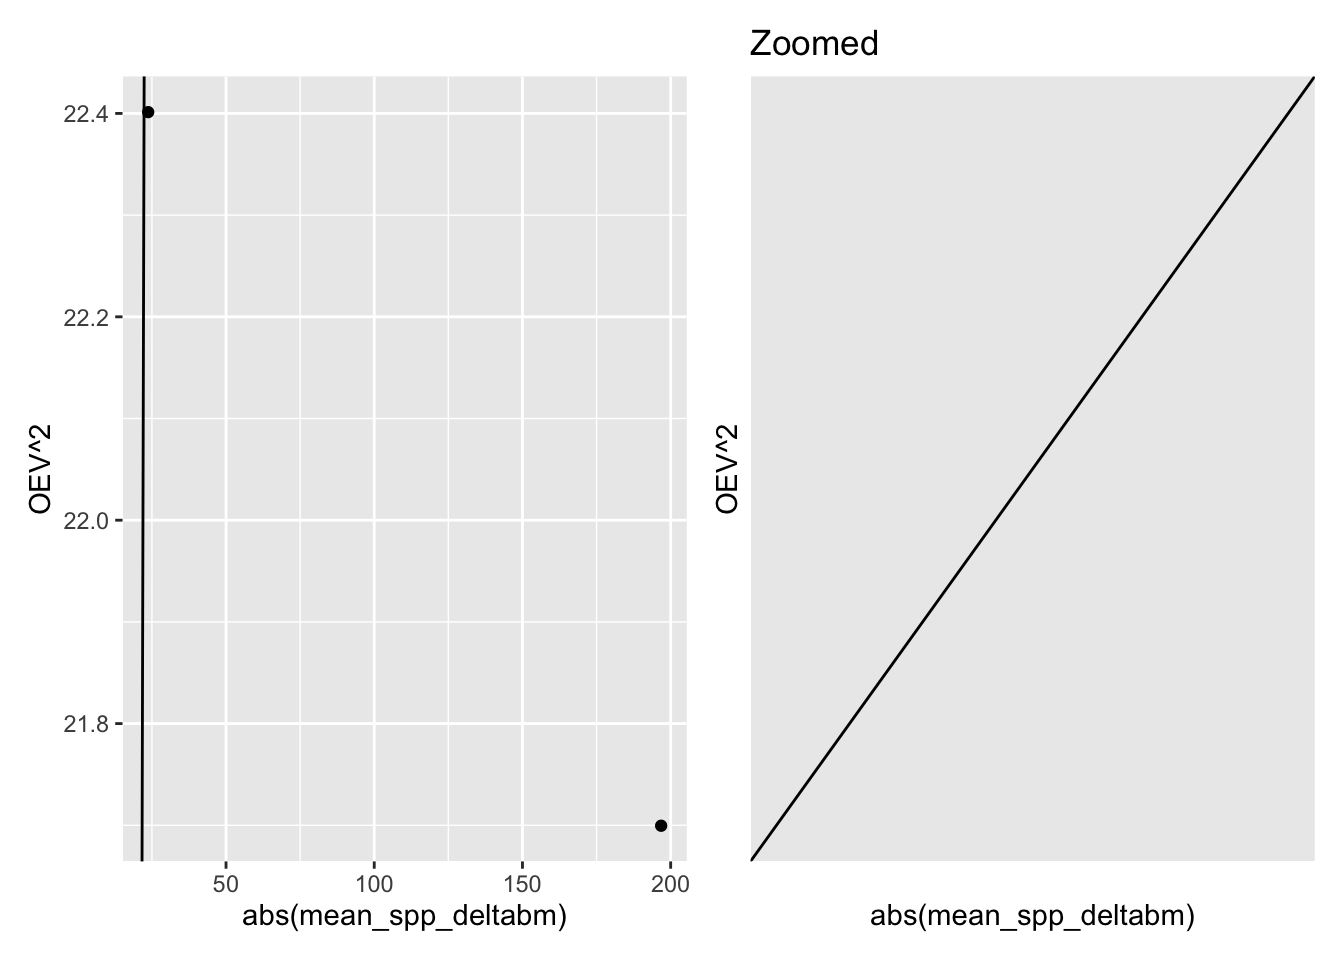 Zoomed
22.4
22.2
22.0
21.8
OEV^2
50 100 150 200
abs(mean_spp_deltabm)
OEV^2
abs(mean_spp_deltabm)